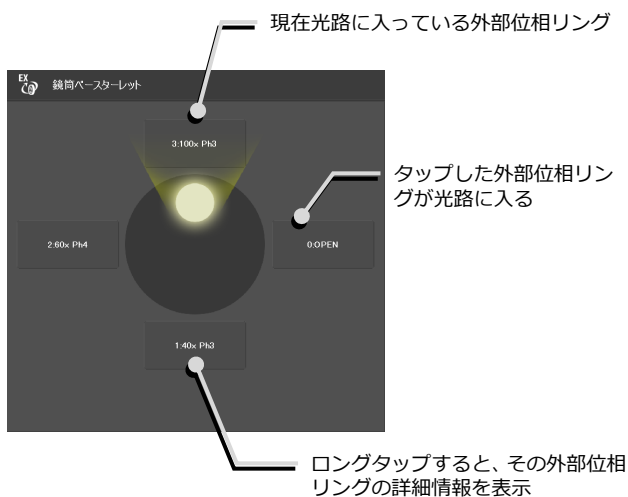 現在光路に入っている外部位相リング
EX
鏡筒ベースターレット
3:100x Ph3
タップした外部位相リン
グが光路に入る
2:60x Ph4
0:OPEN
1:40x Ph3
ロングタップすると、その外部位相
リングの詳細情報を表示